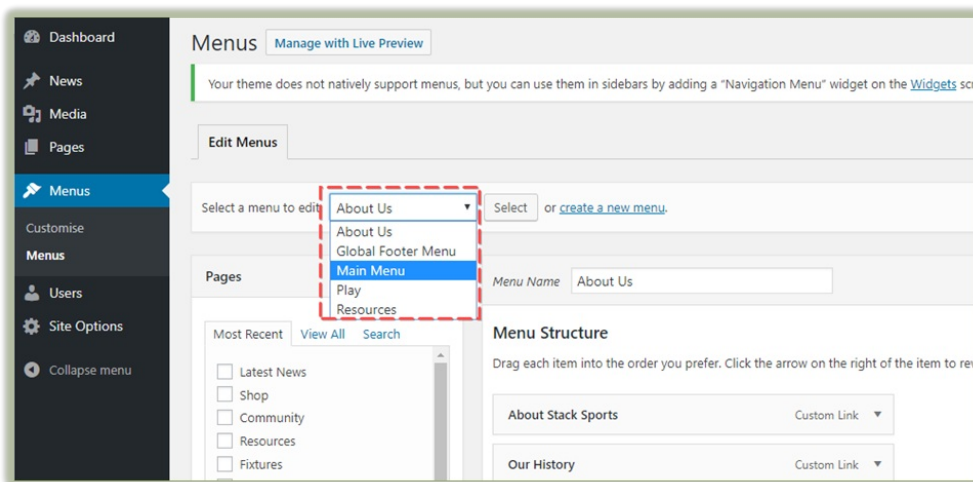 Dashboard
News
Media
Pages
Menus
Customise
Menus
Users
Site Options
Collapse menu
Menus Manage with Live Preview
Your theme does not natively support menus, but you can use them in sidebars by adding a “Navigation Menu” widget on the Widgets
Edit Menus
Select a menu to edit About Us Select or create a new menu.
About Us
Global Footer Menu
Main Menu
Play
Resources
Pages
Most Recent View All Search
Latest News
Shop
Community
Resources
Fixtures
Menu Name About Us
Menu Structure
Drag each item into the order you prefer. Click the arrow on the right of the item to
About Stack Sports Custom Link
Our History Custom Link